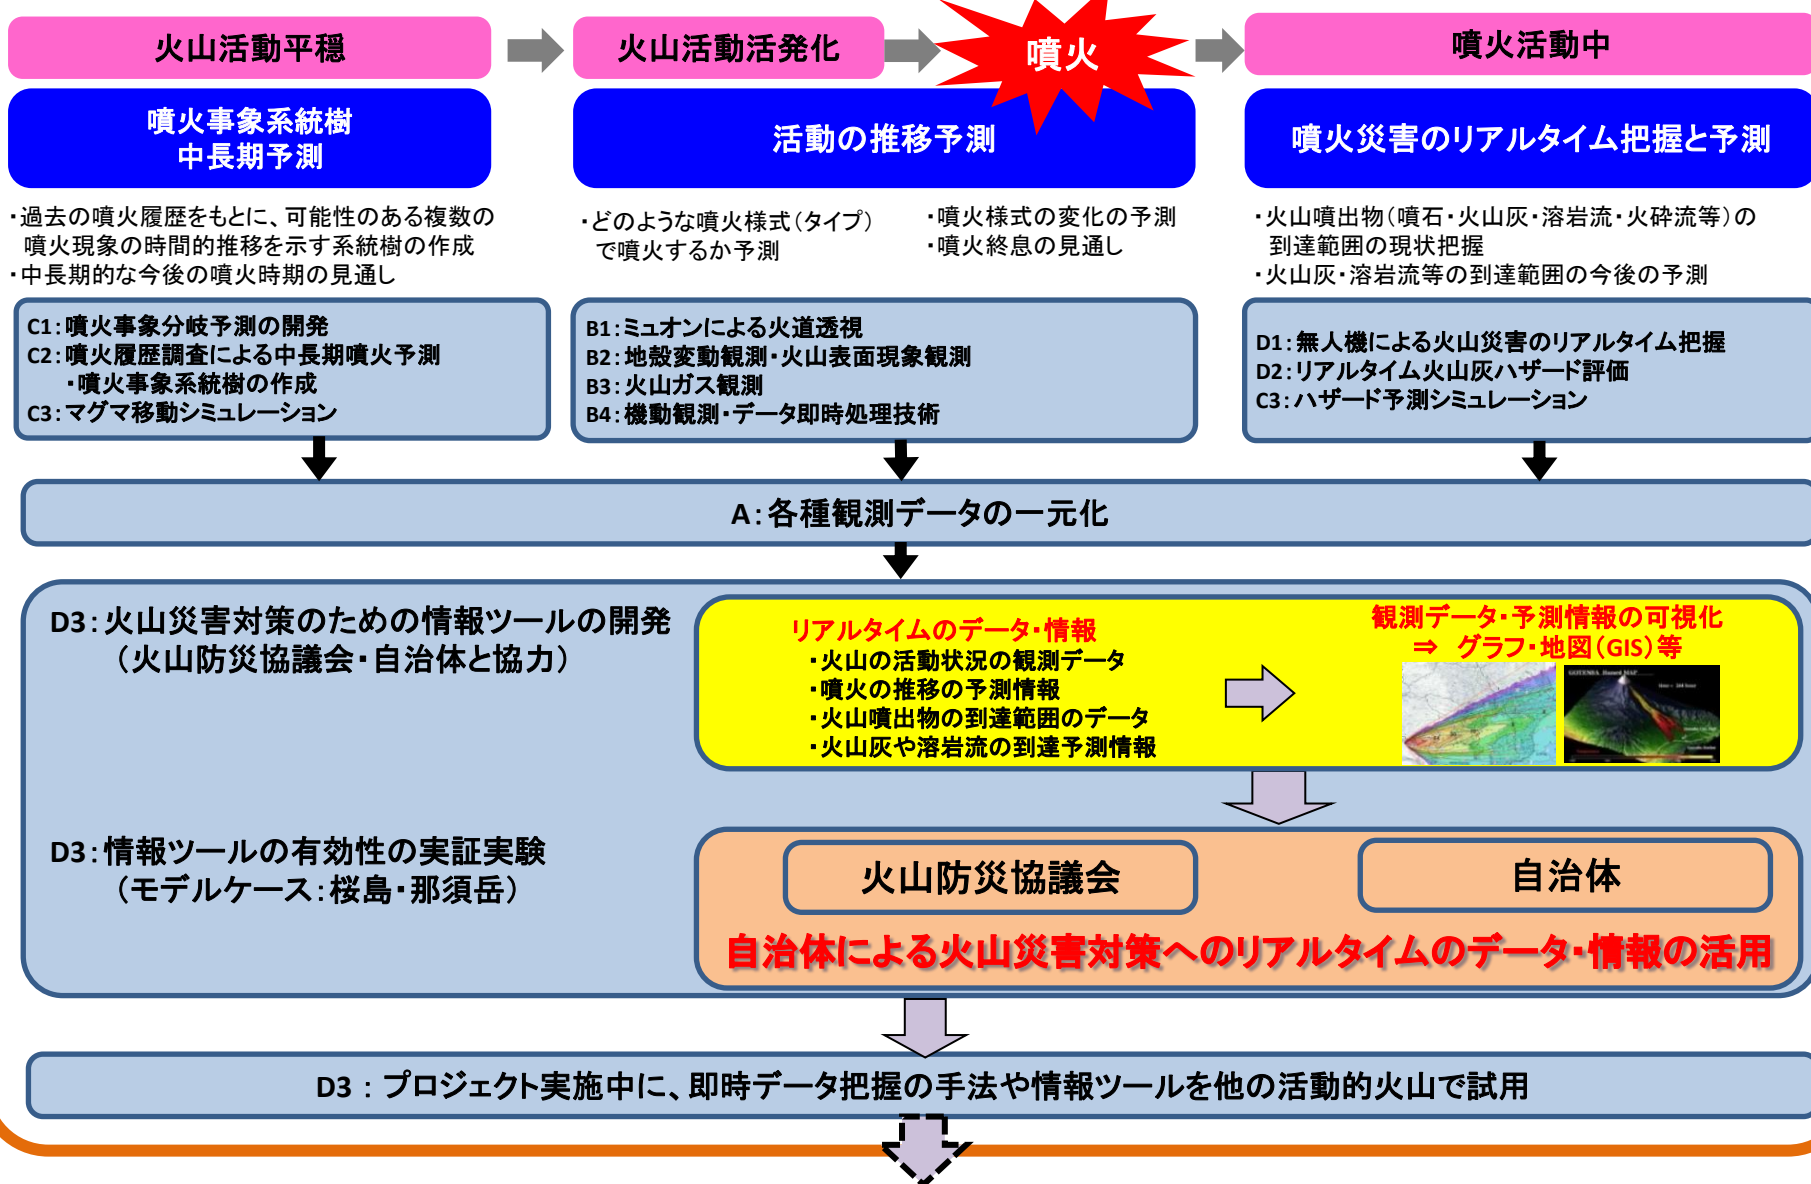 火山活動平穏
火山活動活発化
噴火
噴火活動中
噴火事象系統樹
中長期予測
活動の推移予測
噴火災害のリアルタイム把握と予測
・過去の噴火履歴をもとに、可能性のある複数の
噴火現象の時間的推移を示す系統樹の作成
・中長期的な今後の噴火時期の見通し
・どのような噴火様式(タイプ)
で噴火するか予測
・噴火様式の変化の予測
・噴火終息の見通し
・火山噴出物(噴石・火山灰・溶岩流・火砕流等)の
到達範囲の現状把握
・火山灰・溶岩流等の到達範囲の今後の予測
C1:噴火事象分岐予測の開発
C2:噴火履歴調査による中長期噴火予測
・噴火事象系統樹の作成
C3:マグマ移動シミュレーション
B1:ミュオンによる火道透視
B2:地殻変動観測・火山表面現象観測
B3:火山ガス観測
B4:機動観測・データ即時処理技術
D1:無人機による火山災害のリアルタイム把握
D2:リアルタイム火山灰ハザード評価
C3:ハザード予測シミュレーション
A:各種観測データの一元化
D3:火山災害対策のための情報ツールの開発
(火山防災協議会・自治体と協力)
リアルタイムのデータ・情報
・火山の活動状況の観測データ
・噴火の推移の予測情報
・火山噴出物の到達範囲のデータ
・火山灰や溶岩流の到達予測情報
観測データ・予測情報の可視化
⇒ グラフ・地図(GIS)等
GOTENBA Hazard MAP
D3:情報ツールの有効性の実証実験
(モデルケース:桜島・那須岳)
火山防災協議会
自治体
自治体による火山災害対策へのリアルタイムのデータ・情報の活用
D3 : プロジェクト実施中に、即時データ把握の手法や情報ツールを他の活動的火山で試用